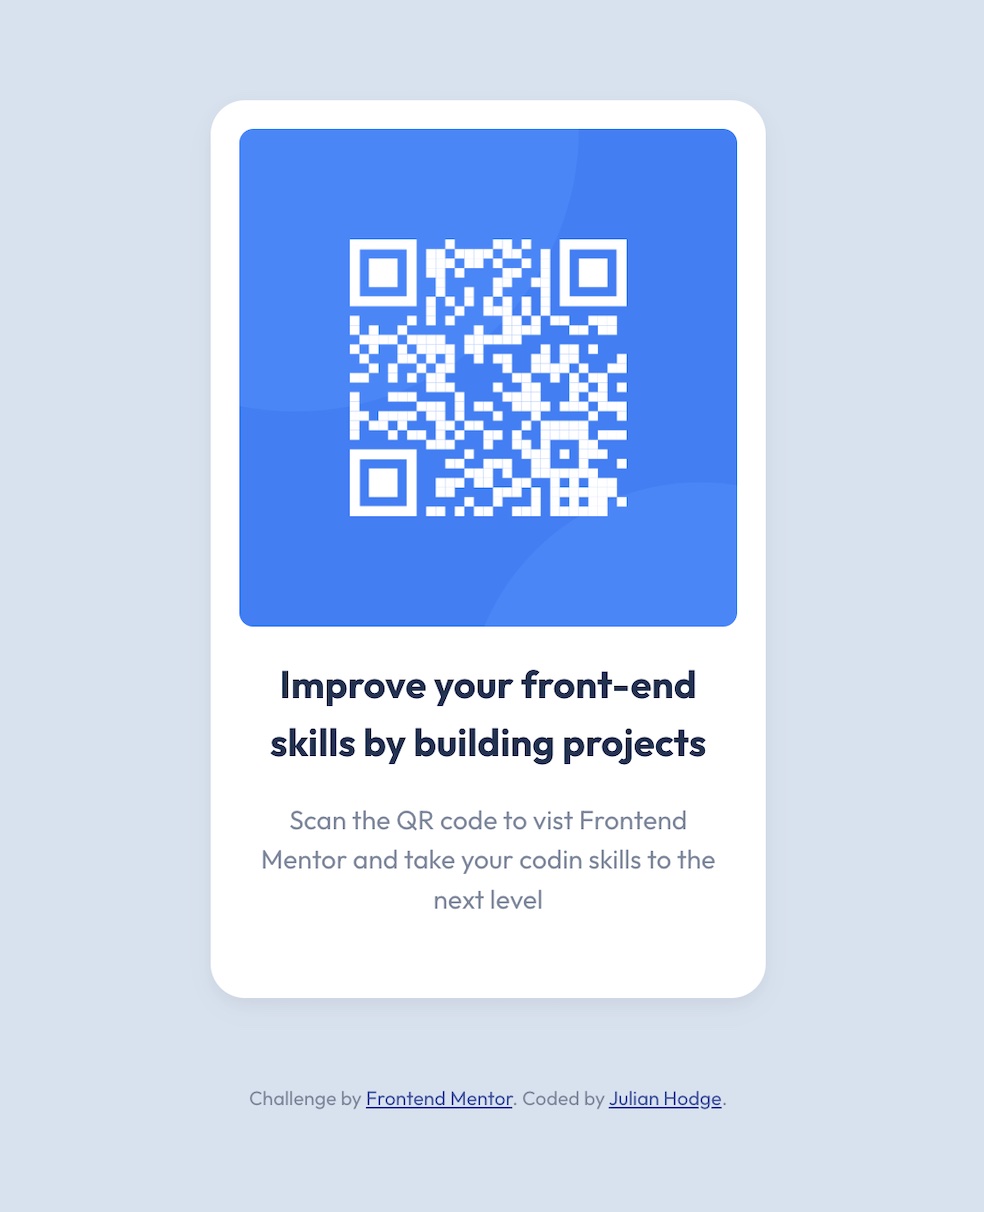 Improve your front-end
skills by building projects
Scan the QR code to vist Frontend
Mentor and take your codin skills to the
next level
Challenge by Frontend Mentor. Coded by Julian Hodge.